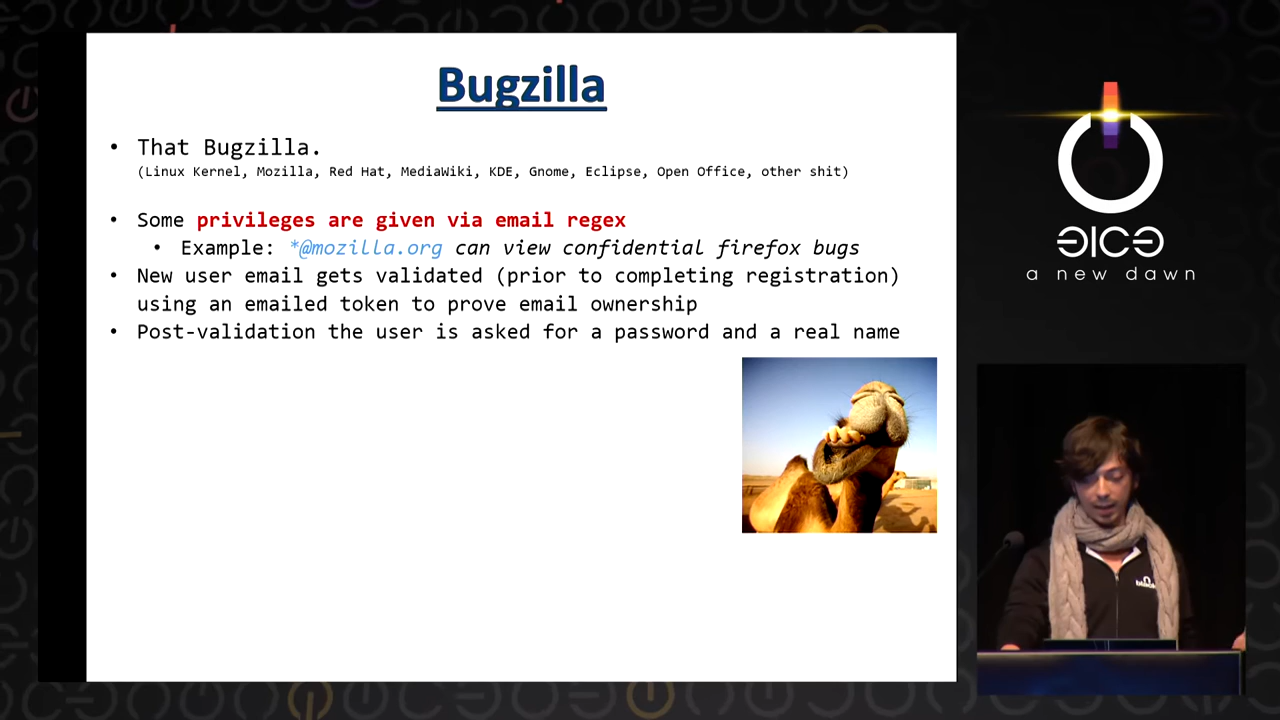 Bugzilla
• That Bugzilla.
(Linux Kernel, Mozilla, Red Hat, MediaWiki, KDE, Gnome, Eclipse, Open Office, other shit)
• Some privileges are given via email regex
• Example: *@mozilla.org can view confidential firefox bugs
• New user email gets validated (prior to completing registration)
using an emailed token to prove email ownership
• Post-validation the user is asked for a password and a real name
31c3
a new dawn